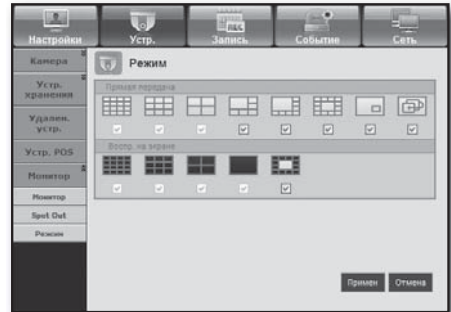 Настройки Устр. Запись Событие Сеть
Камера
Режим
Устр.
хранения
Прямая передача
Удален.
устр.
Устр. POS
Воспр. на экране
Монитор
Монитор
Spot Out
Режим
Примен Отмена